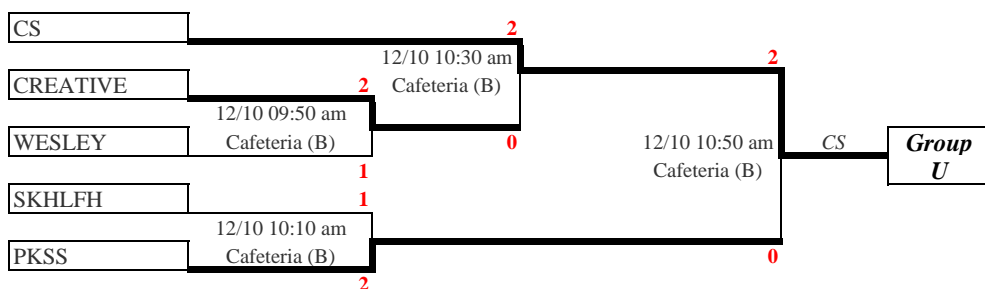 CS
2
12/10 10:30 am
Cafeteria (B)
2
CREATIVE
2
12/10 09:50 am
Cafeteria (B)
WESLEY
0
1
12/10 10:50 am
Cafeteria (B)
CS
Group
U
1
SKHLFH
12/10 10:10 am
Cafeteria (B)
PKSS
2
0